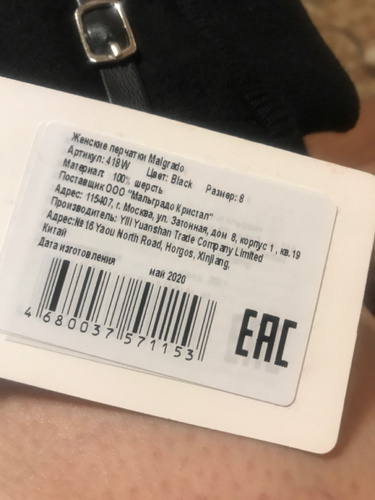 Женские перчатки Malgrado
Артикул: 418W Цвет: Black Размер: 8
Материал: 100% шерсть
Поставщик ООО "Мальградо Кристал"
Адрес: 115407, г. Москва, ул. Затонная, дом 8, корпус 1, кв.19
Производитель: Yili Yuanshan Trade Company Limited
Адрес:№16 Yaou North Road, Horgos, Xinjiang,
Китай
Дата изготовления май 2020
4 680037 571153
EAC